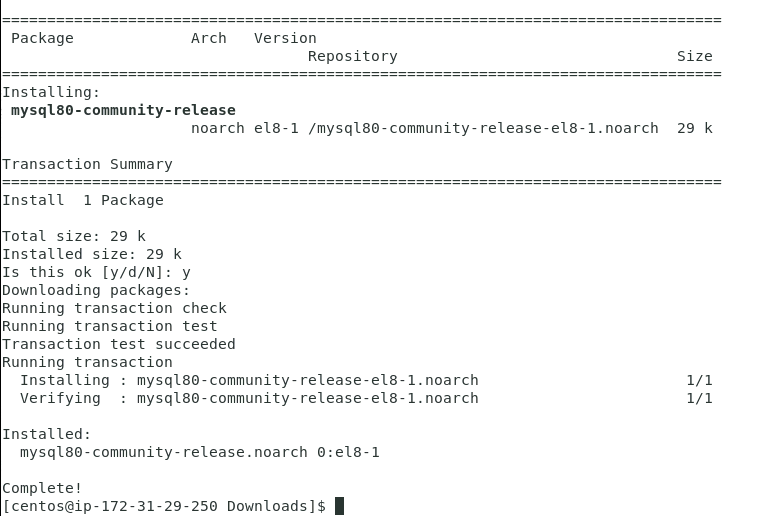 ================================================================================
 Package             Arch   Version
                                  Repository                               Size
================================================================================
Installing:
 mysql80-community-release
                     noarch el8-1 /mysql80-community-release-el8-1.noarch  29 k

Transaction Summary
================================================================================
Install  1 Package

Total size: 29 k
Installed size: 29 k
Is this ok [y/d/N]: y
Downloading packages:
Running transaction check
Running transaction test
Transaction test succeeded
Running transaction
  Installing : mysql80-community-release-el8-1.noarch                       1/1
  Verifying  : mysql80-community-release-el8-1.noarch                       1/1

Installed:
  mysql80-community-release.noarch 0:el8-1

Complete!
[centos@ip-172-31-29-250 Downloads]$